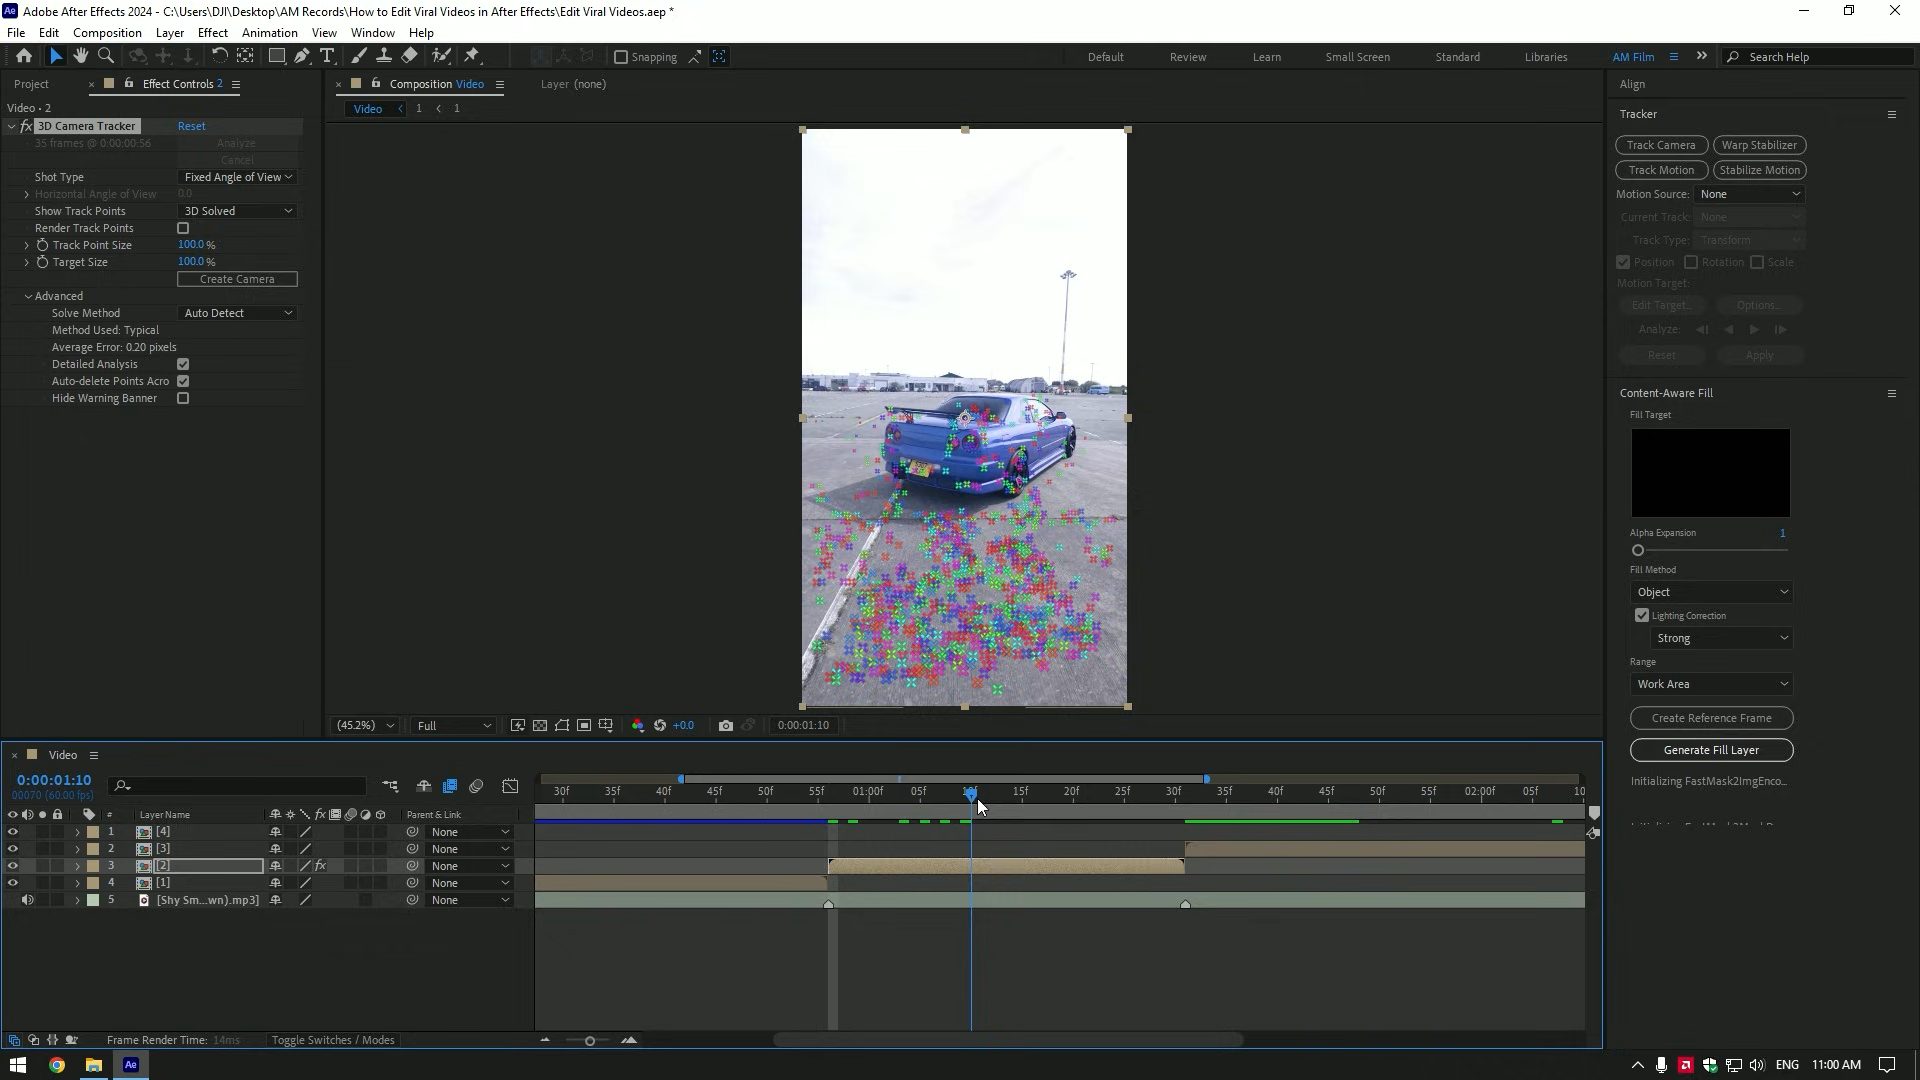 Adobe After Effects 2024 - C:\Users\DJI\Desktop\AM Records\How to Edit Viral Videos in After Effects\Edit Viral Videos.aep *
File Edit Composition Layer Effect Animation View Window Help
Snapping
Default Review Learn Small Screen Standard Libraries AM Film Search Help
Project Effect Controls 2
Composition Video Layer (none)
Align
Video • 2
Video 1 1
3D Camera Tracker Reset
35 frames @ 0:00:00:56 Analyze
Cancel
Shot Type Fixed Angle of View
Horizontal Angle of View 0.0
Show Track Points 3D Solved
Render Track Points
Track Point Size 100.0 %
Target Size 100.0 %
Create Camera
Advanced
Solve Method Auto Detect
Method Used: Typical
Average Error: 0.20 pixels
Detailed Analysis
Auto-delete Points Acro
Hide Warning Banner
Tracker
Track Camera Warp Stabilizer
Track Motion Stabilize Motion
Motion Source: None
Current Track: None
Track Type: Transform
Position Rotation Scale
Motion Target:
Edit Target... Options...
Analyze:
Reset Apply
Content-Aware Fill
Fill Target
Alpha Expansion 1
Fill Method
Object
Lighting Correction
Strong
Range
Work Area
Create Reference Frame
Generate Fill Layer
Initializing FastMask2ImgEnco...
(45.2%) Full +0.0 0:00:01:10
Video
0:00:01:10
00070 (60.00 fps)
30f 35f 40f 45f 50f 55f 01:00f 05f 10f 15f 20f 25f 30f 35f 40f 45f 50f 55f 02:00f 05f 10
# Layer Name Parent & Link
1 [4] None
2 [3] None
3 [2] None
4 [1] None
5 [Shy Sm...wn).mp3] None
Frame Render Time: 14ms Toggle Switches / Modes
ENG 11:00 AM